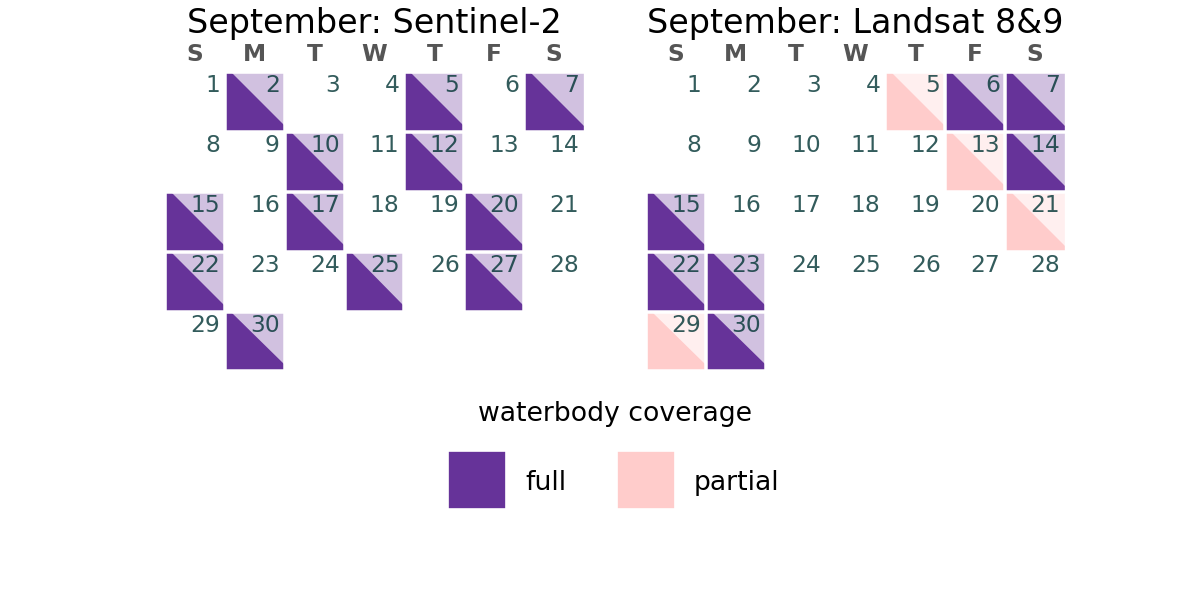 September: Sentinel-2
S M T W T F S
1 2 3 4 5 6 7
8 9 10 11 12 13 14
15 16 17 18 19 20 21
22 23 24 25 26 27 28
29 30
September: Landsat 8&9
S M T W T F S
1 2 3 4 5 6 7
8 9 10 11 12 13 14
15 16 17 18 19 20 21
22 23 24 25 26 27 28
29 30
waterbody coverage
full
partial